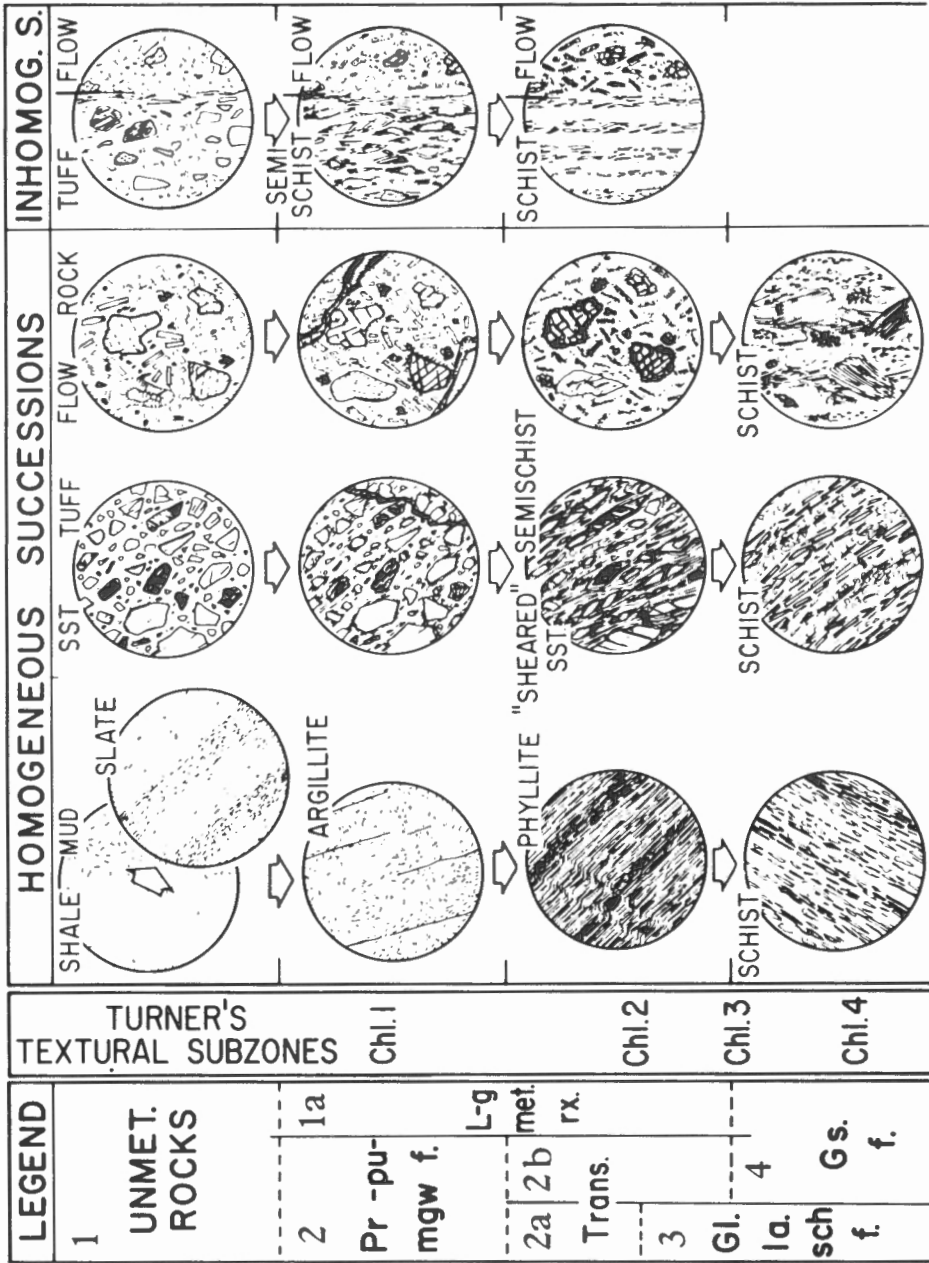 LEGEND
1
UNMET.
ROCKS
2
Pr -pu-
mgw f.
1a
L-g
met.
rx.
2a
2b
Trans.
3
Gl.
la.
sch
f.
4
Gs.
f.
TURNER'S
TEXTURAL SUBZONES
Chl.1
Chl.2
Chl.3
Chl.4
HOMOGENEOUS SUCCESSIONS
SHALE MUD
SLATE
ARGILLITE
PHYLLITE
SCHIST
SST TUFF
"SHEARED"
SST
SEMISCHIST
SCHIST
FLOW ROCK
SCHIST
INHOMOG. S.
TUFF FLOW
SEMI
SCHIST FLOW
SCHIST FLOW